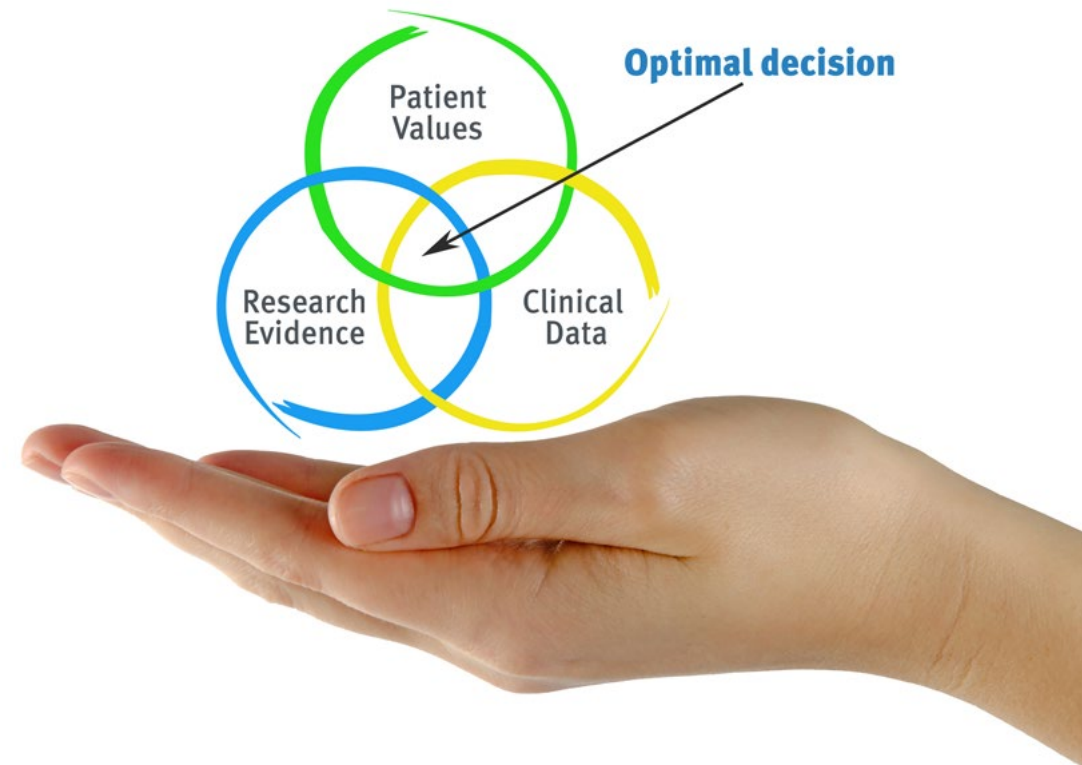 Optimal decision
Patient
Values
Research
Evidence
Clinical
Data